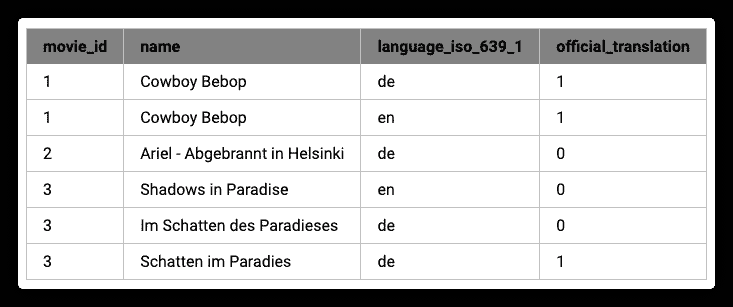 movie_id name language_iso_639_1 official_translation
1 Cowboy Bebop de 1
1 Cowboy Bebop en 1
2 Ariel - Abgebrannt in Helsinki de 0
3 Shadows in Paradise en 0
3 Im Schatten des Paradieses de 0
3 Schatten im Paradies de 1